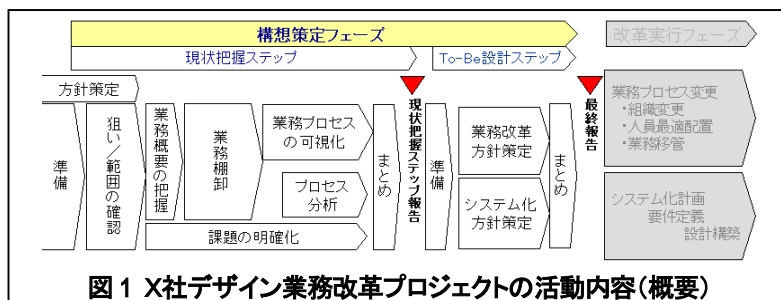 構想策定フェーズ
改革実行フェーズ
現状把握ステップ
To-Be設計ステップ
方針策定
準備
狙い／範囲の確認
業務概要の把握
業務棚卸
業務プロセス
の可視化
プロセス
分析
課題の明確化
まとめ
現状把握ステップ報告
準備
業務改革
方針策定
システム化
方針策定
まとめ
最終報告
業務プロセス変更
・組織変更
・人員最適配置
・業務移管
システム化計画
要件定義
設計構築
図1 X社デザイン業務改革プロジェクトの活動内容(概要)